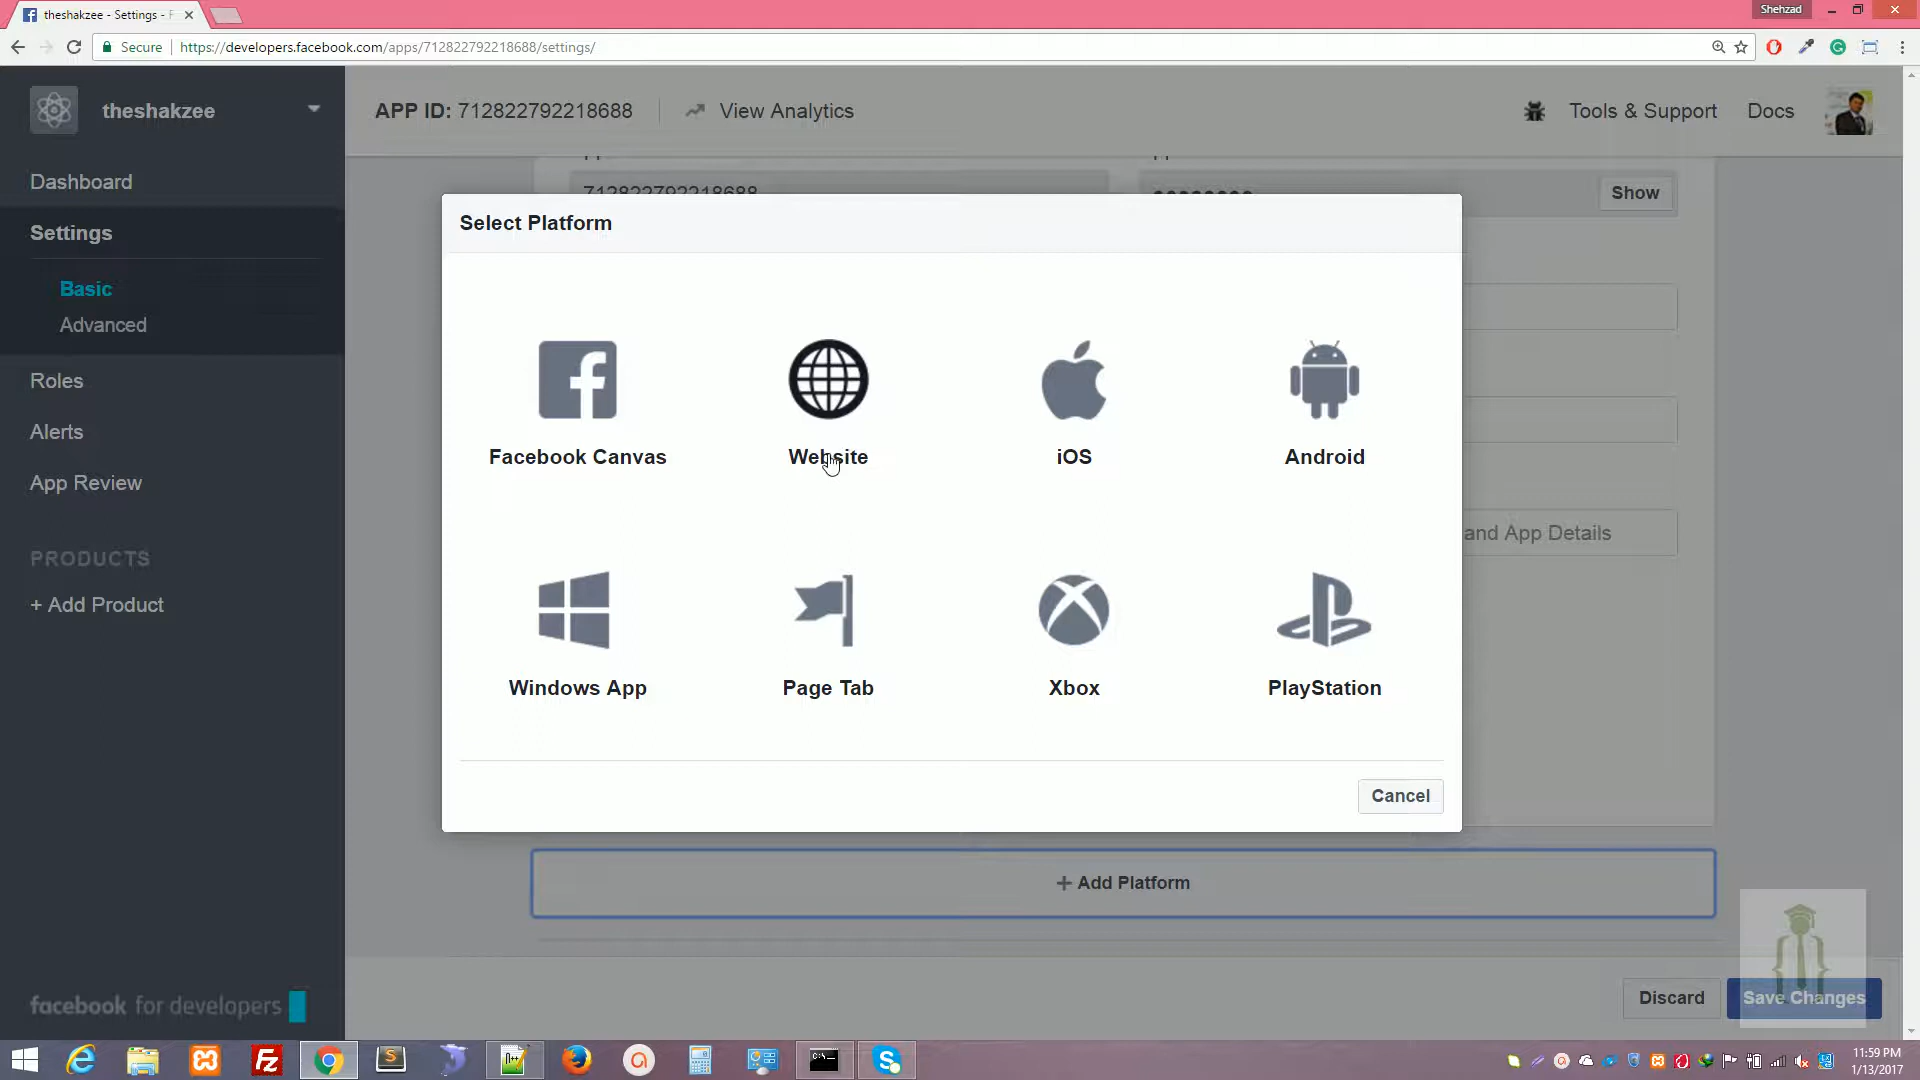 theshakzee - Settings - F
Shehzad
Secure
https://developers.facebook.com/apps/712822792218688/settings/
theshakzee
APP ID: 712822792218688
View Analytics
Tools & Support
Docs
Dashboard
Settings
Basic
Advanced
Roles
Alerts
App Review
PRODUCTS
+ Add Product
facebook for developers
712822792218688
Show
Select Platform
Facebook Canvas
Website
iOS
Android
and App Details
Windows App
Page Tab
Xbox
PlayStation
Cancel
+ Add Platform
Discard
Save Changes
11:59 PM
1/13/2017